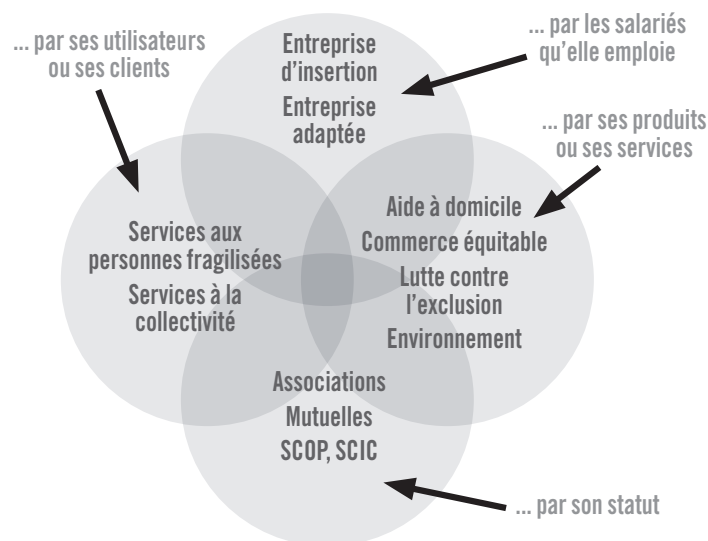 ... par ses utilisateurs
ou ses clients
Entreprise
d'insertion
Entreprise
adaptée
... par les salariés
qu'elle emploie
... par ses produits
ou ses services
Services aux
personnes fragilisées
Services à la
collectivité
Aide à domicile
Commerce équitable
Lutte contre
l'exclusion
Environnement
Associations
Mutuelles
SCOP, SCIC
... par son statut